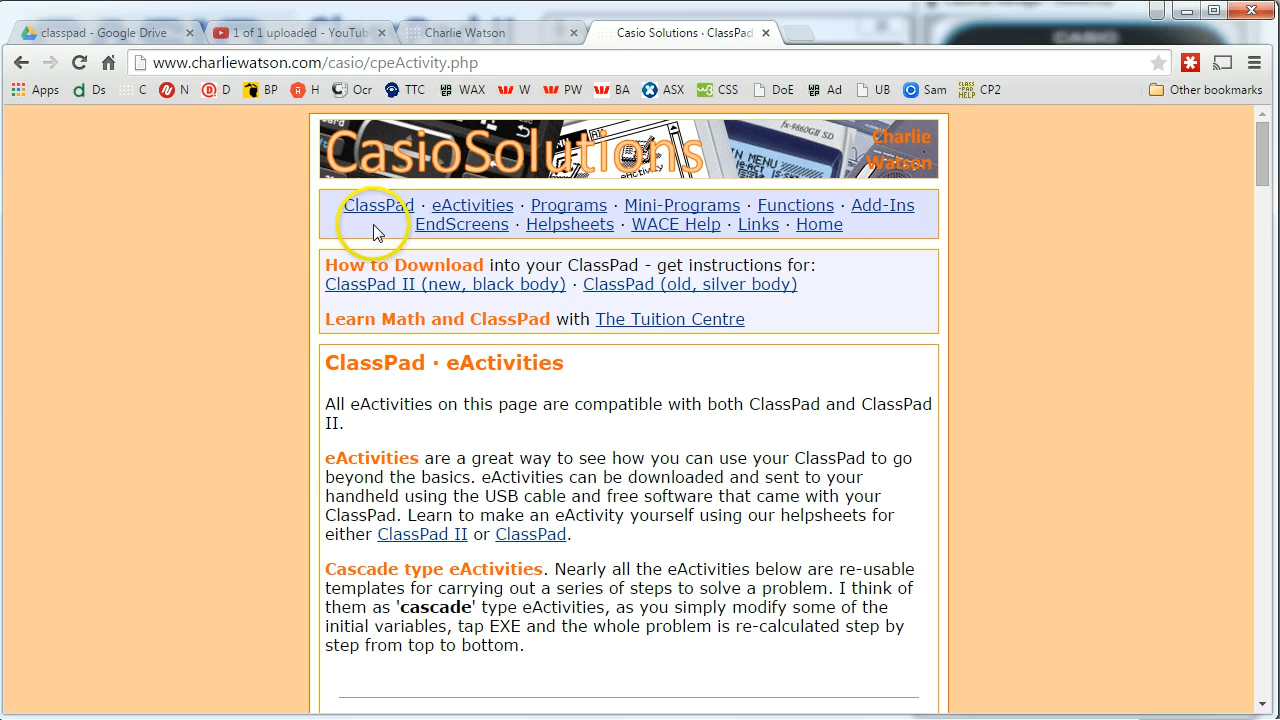 CASIO
classpad - Google Drive
1 of 1 uploaded - YouTub
Charlie Watson
Casio Solutions · ClassPad
www.charliewatson.com/casio/cpeActivity.php
Apps Ds C N D BP H Ocr TTC WAX W PW BA ASX CSS DoE Ad UB Sam CP2 Other bookmarks
CasioSolutions
fx-9860GII SD
Charlie
Watson
ClassPad · eActivities · Programs · Mini-Programs · Functions · Add-Ins
EndScreens · Helpsheets · WACE Help · Links · Home
How to Download into your ClassPad - get instructions for:
ClassPad II (new, black body) · ClassPad (old, silver body)
Learn Math and ClassPad with The Tuition Centre
ClassPad · eActivities
All eActivities on this page are compatible with both ClassPad and ClassPad
II.
eActivities are a great way to see how you can use your ClassPad to go
beyond the basics. eActivities can be downloaded and sent to your
handheld using the USB cable and free software that came with your
ClassPad. Learn to make an eActivity yourself using our helpsheets for
either ClassPad II or ClassPad.
Cascade type eActivities. Nearly all the eActivities below are re-usable
templates for carrying out a series of steps to solve a problem. I think of
them as 'cascade' type eActivities, as you simply modify some of the
initial variables, tap EXE and the whole problem is re-calculated step by
step from top to bottom.